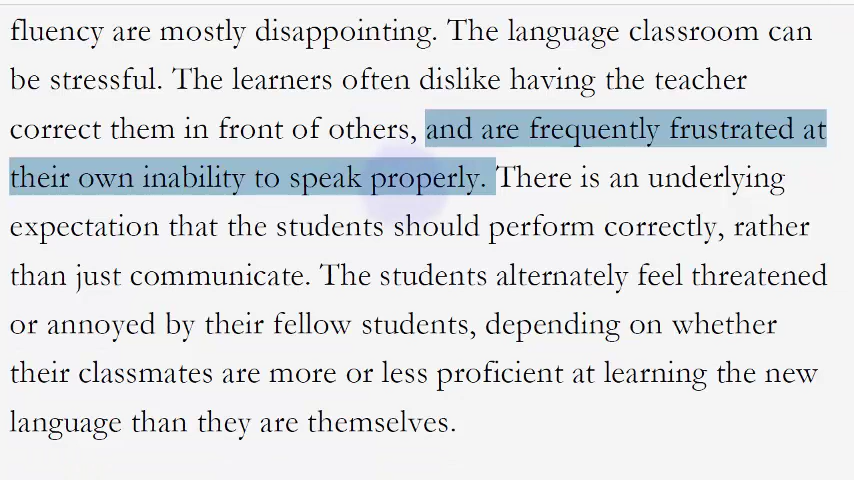 fluency are mostly disappointing. The language classroom can
be stressful. The learners often dislike having the teacher
correct them in front of others, and are frequently frustrated at
their own inability to speak properly. There is an underlying
expectation that the students should perform correctly, rather
than just communicate. The students alternately feel threatened
or annoyed by their fellow students, depending on whether
their classmates are more or less proficient at learning the new
language than they are themselves.